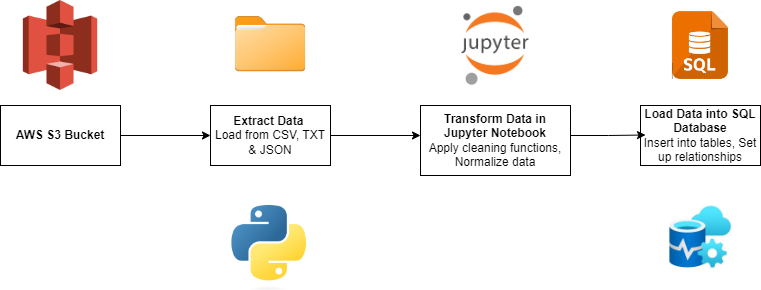 jupyter
SQL
AWS S3 Bucket
Extract Data
Load from CSV, TXT
& JSON
Transform Data in
Jupyter Notebook
Apply cleaning functions,
Normalize data
Load Data into SQL
Database
Insert into tables, Set
up relationships